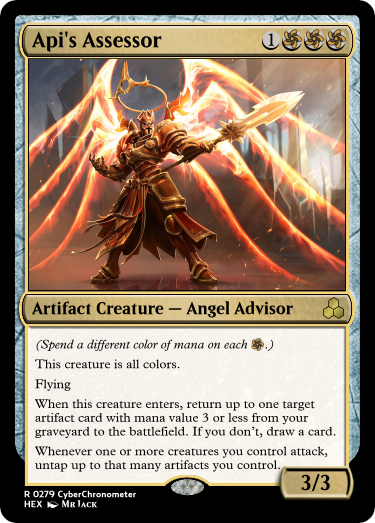 Api's Assessor 1
Artifact Creature — Angel Advisor
(Spend a different color of mana on each .)
This creature is all colors.
Flying
When this creature enters, return up to one target
artifact card with mana value 3 or less from your
graveyard to the battlefield. If you don't, draw a card.
Whenever one or more creatures you control attack,
untap up to that many artifacts you control.
3/3
R 0279 CyberChronometer
HEX Mr Jack